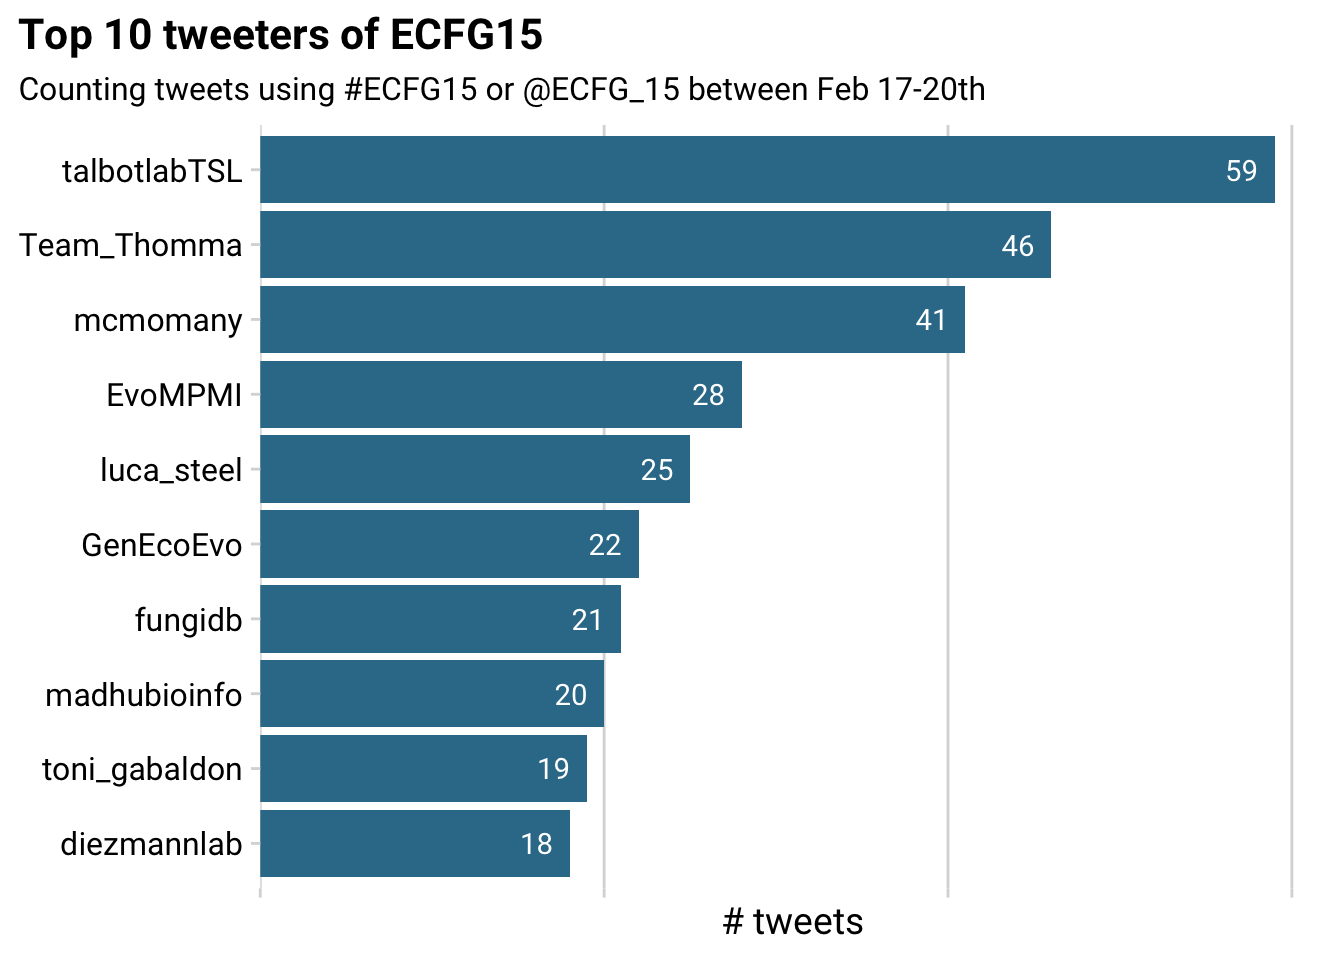 Top 10 tweeters of ECFG15
Counting tweets using #ECFG15 or @ECFG_15 between Feb 17-20th
talbotlabTSL 59
Team_Thomma 46
mcmomany 41
EvoMPMI 28
luca_steel 25
GenEcoEvo 22
fungidb 21
madhubioinfo 20
toni_gabaldon 19
diezmannlab 18
# tweets